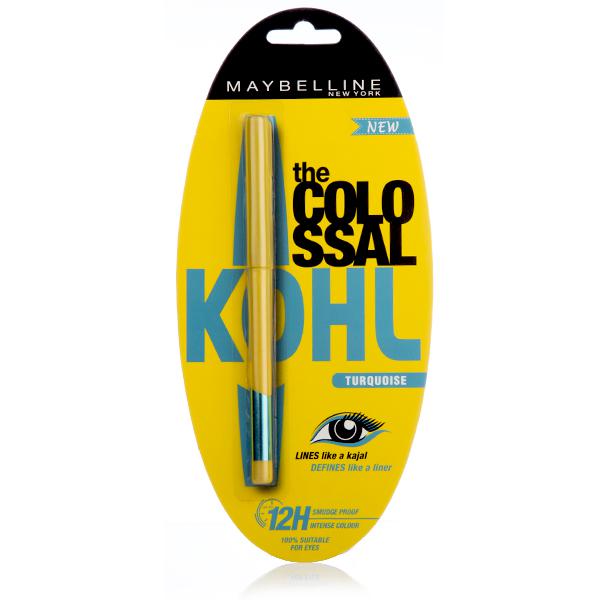 MAYBELLINE
NEW YORK
NEW
the
COLO
SSAL
KOHL
TURQUOISE
LINES like a kajal
DEFINES like a liner
12H
SMUDGE PROOF
INTENSE COLOUR
100% SUITABLE
FOR EYES